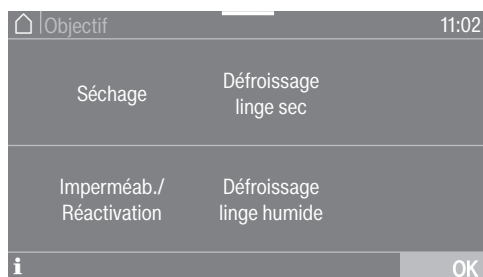 Objectif
11:02
Séchage
Défroissage
linge sec
Imperméab./
Réactivation
Défroissage
linge humide
i
OK